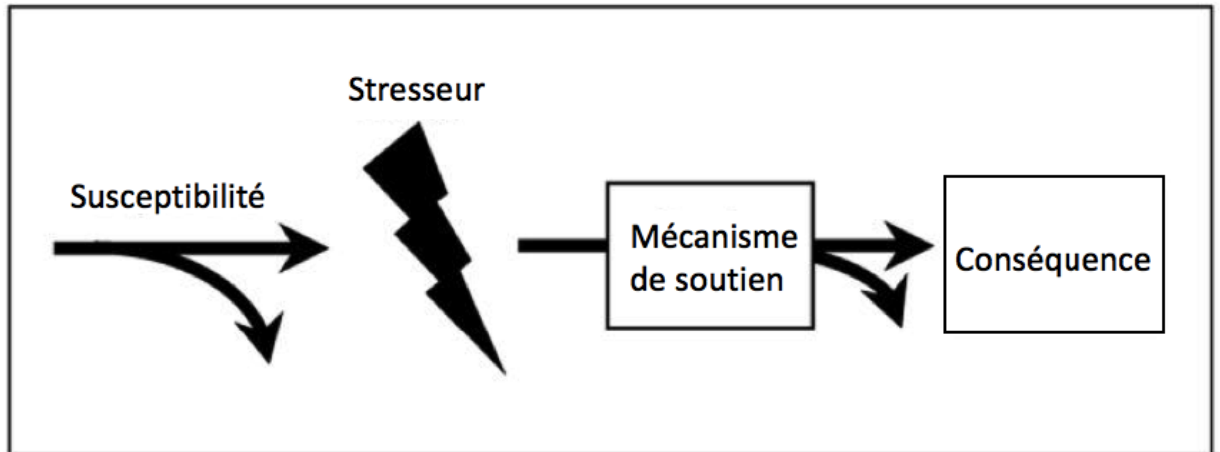 Stresseur
Susceptibilité
Mécanisme
de soutien
Conséquence